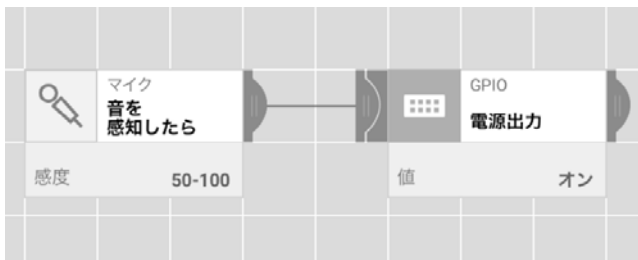 マイク
音を
感知したら
感度 50-100
GPIO
電源出力
値 オン